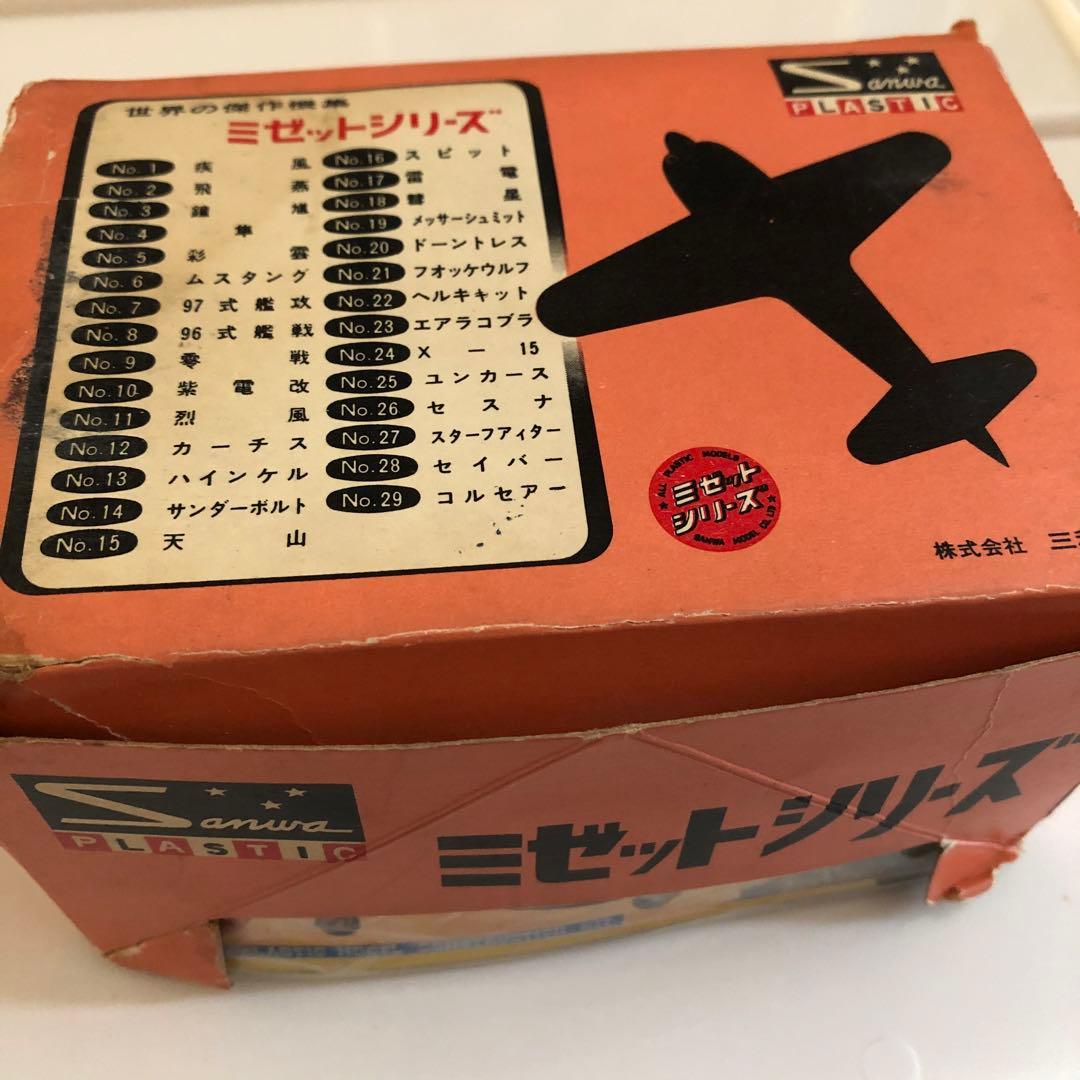 世界の傑作機集
ミゼットシリーズ
No.1 疾風
No.2 飛燕
No.3 鐘馗
No.4 隼
No.5 彩雲
No.6 ムスタング
No.7 97式艦攻
No.8 96式艦戦
No.9 零戦
No.10 紫電改
No.11 烈風
No.12 カーチス
No.13 ハインケル
No.14 サンダーボルト
No.15 天山
No.16 スピット
No.17 雷電
No.18 彗星
No.19 メッサーシュミット
No.20 ドーントレス
No.21 フオッケウルフ
No.22 ヘルキャット
No.23 エアラコブラ
No.24 X-15
No.25 ユンカース
No.26 セスナ
No.27 スターファイター
No.28 セイバー
No.29 コルセアー
Sanwa
PLASTIC
ALL PLASTIC MODELS
ミゼット
シリーズ
SANWA MODEL CO., LTD
株式会社 三
Sanwa
PLASTIC
ミゼットシリーズ
PLASTIC MODEL CONSTRUCTION KIT